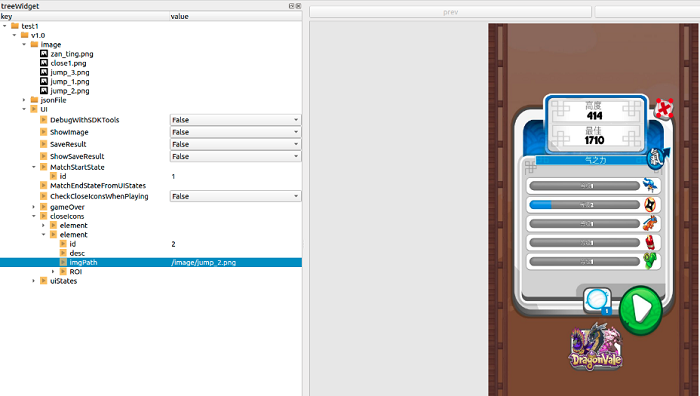 treeWidget
key value
test1
v1.0
image
zan_ting.png
close1.png
jump_3.png
jump_1.png
jump_2.png
jsonFile
UI
DebugWithSDKTools False
ShowImage False
SaveResult False
ShowSaveResult False
MatchStartState
id 1
MatchEndStateFromUIStates
CheckCloseIconsWhenPlaying False
gameOver
closeIcons
element
element
id 2
desc
imgPath /image/jump_2.png
ROI
uiStates
prev
高度
414
最佳
1710
气之力
1
DragonVale